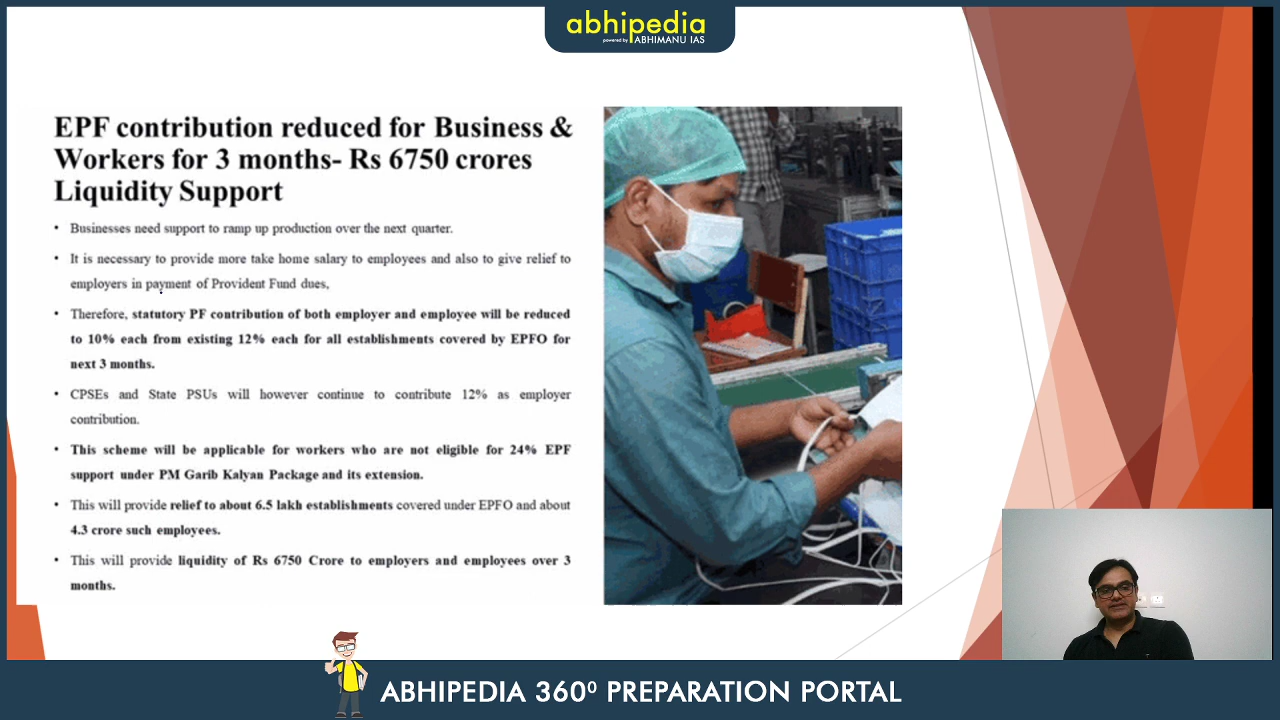 abhipedia
powered by ABHIMANU IAS
EPF contribution reduced for Business &
Workers for 3 months- Rs 6750 crores
Liquidity Support
• Businesses need support to ramp up production over the next quarter.
• It is necessary to provide more take home salary to employees and also to give relief to
employers in payment of Provident Fund dues,
• Therefore, statutory PF contribution of both employer and employee will be reduced
to 10% each from existing 12% each for all establishments covered by EPFO for
next 3 months.
• CPSEs and State PSUs will however continue to contribute 12% as employer
contribution.
• This scheme will be applicable for workers who are not eligible for 24% EPF
support under PM Garib Kalyan Package and its extension.
• This will provide relief to about 6.5 lakh establishments covered under EPFO and about
4.3 crore such employees.
• This will provide liquidity of Rs 6750 Crore to employers and employees over 3
months.
ABHIPEDIA 360⁰ PREPARATION PORTAL